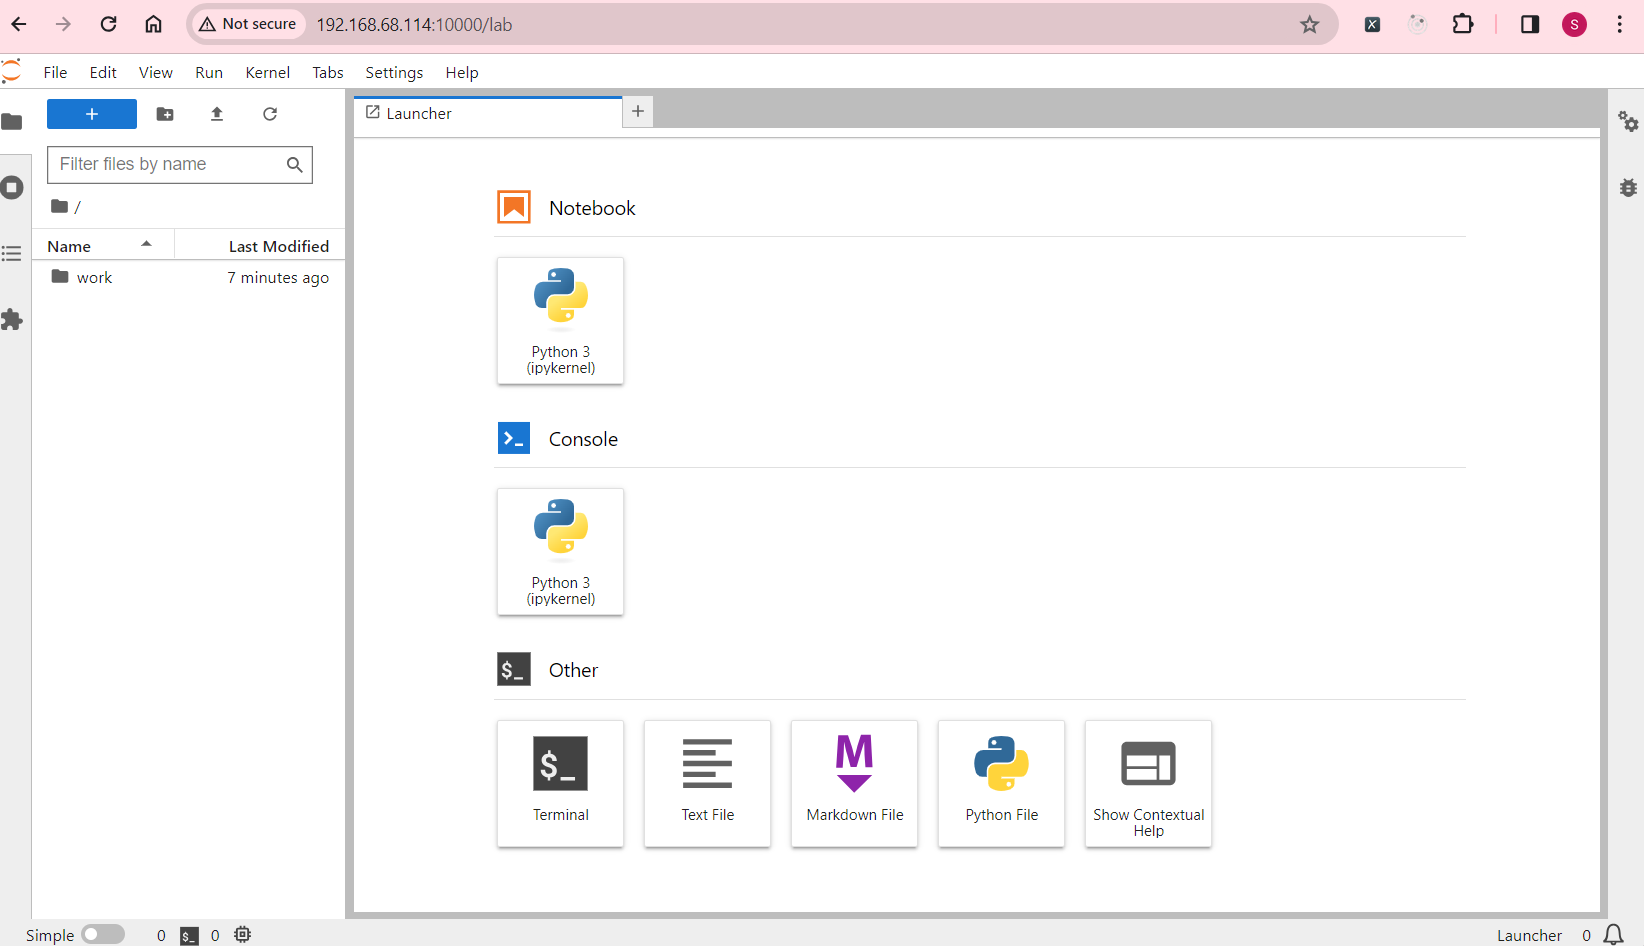 Not secure
192.168.68.114:10000/lab
S
File Edit View Run Kernel Tabs Settings Help
+
Launcher
+
Filter files by name
/
Name Last Modified
work 7 minutes ago
Notebook
Python 3
(ipykernel)
>_ Console
Python 3
(ipykernel)
$_ Other
$_
Terminal
Text File
M
Markdown File
Python File
Show Contextual
Help
Simple 0 $_ 0
Launcher 0